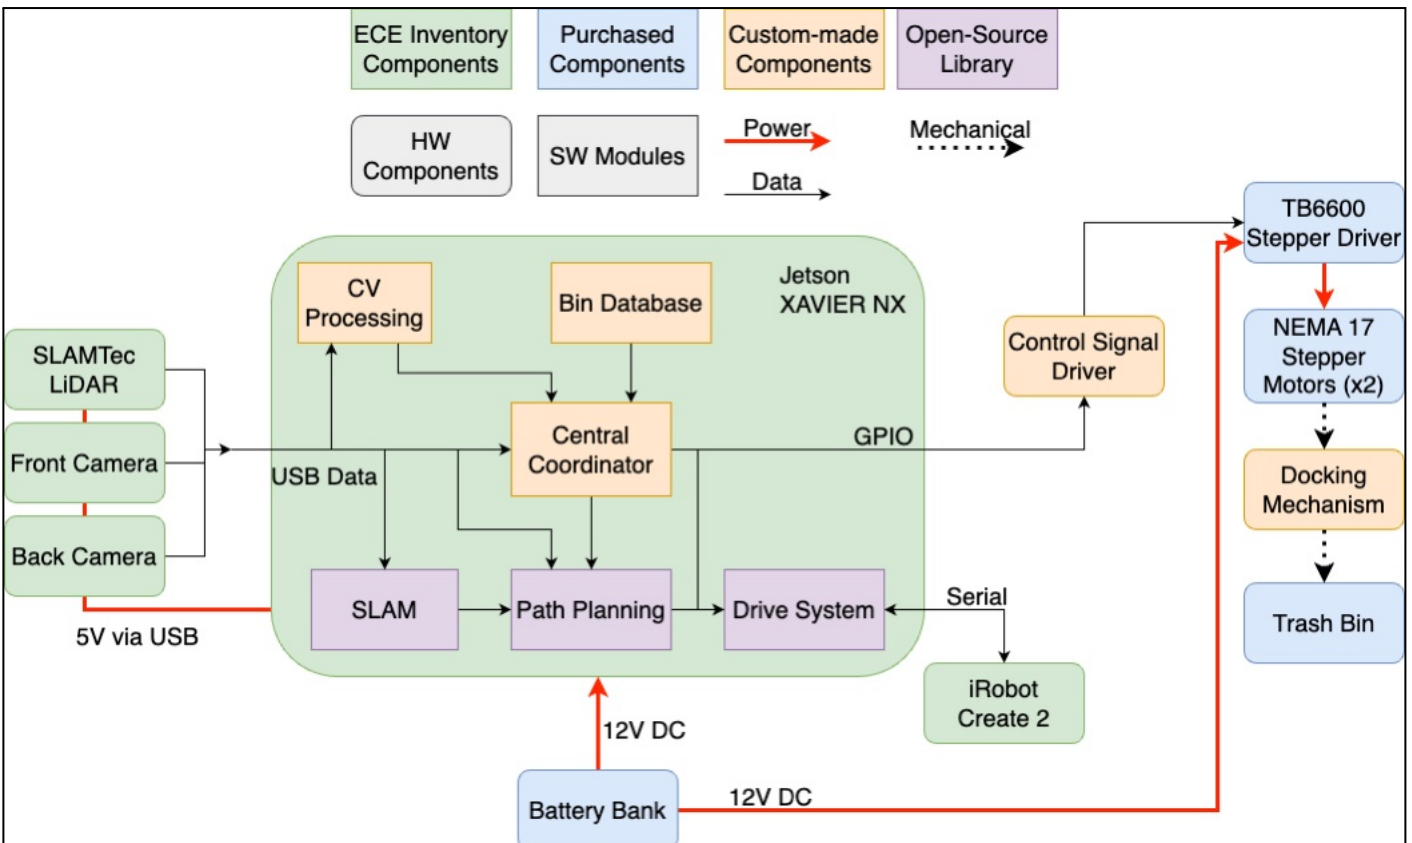 ECE Inventory
Components
Purchased
Components
Custom-made
Components
Open-Source
Library
HW
Components
SW Modules
Power
Data
Mechanical
TB6600
Stepper Driver
Jetson
XAVIER NX
CV
Processing
Bin Database
SLAMTec
LiDAR
Control Signal
Driver
NEMA 17
Stepper
Motors (x2)
Front Camera
USB Data
Central
Coordinator
GPIO
Docking
Mechanism
Back Camera
SLAM
Path Planning
Drive System
Serial
Trash Bin
5V via USB
iRobot
Create 2
12V DC
Battery Bank
12V DC